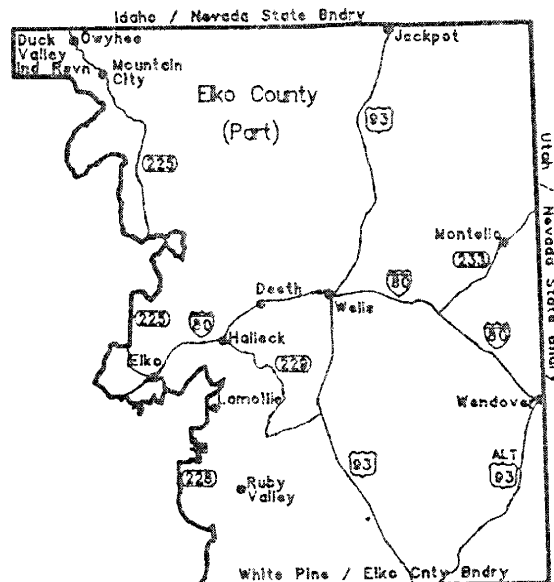 Idaho / Nevada State Bndry
Duck
Valley
Ind Rsvn
Owyhee
Mountain
City
Jackpot
Elko County
(Part)
93
225
Utah / Nevada State Bndry
Montello
233
Deeth
80
Wells
225
80
Halleck
80
Elko
229
Lamoille
Wendover
ALT
93
93
228
Ruby
Valley
White Pine / Elko Cnty Bndry